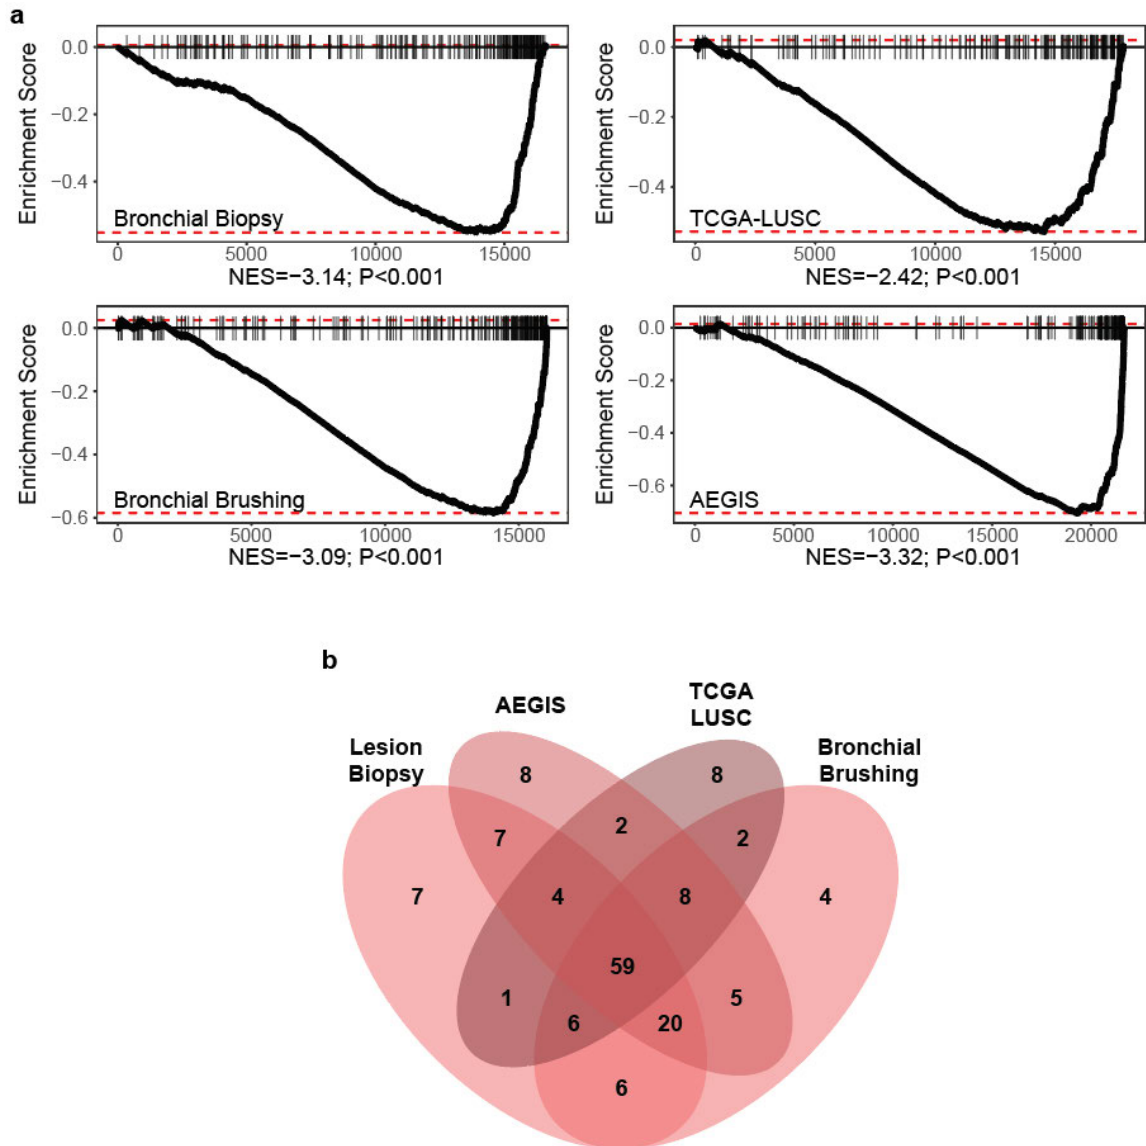 a
0.0
−0.2
−0.4
Enrichment Score
Bronchial Biopsy
0 5000 10000 15000
NES=−3.14; P<0.001
0.0
−0.2
−0.4
Enrichment Score
TCGA-LUSC
0 5000 10000 15000
NES=−2.42; P<0.001
0.0
−0.2
−0.4
−0.6
Enrichment Score
Bronchial Brushing
0 5000 10000 15000
NES=−3.09; P<0.001
0.0
−0.2
−0.4
−0.6
Enrichment Score
AEGIS
0 5000 10000 15000 20000
NES=−3.32; P<0.001
b
AEGIS
TCGA
LUSC
Lesion
Biopsy
Bronchial
Brushing
8 8
7 2 2
7 4 8 4
59
1 5
6 20
6